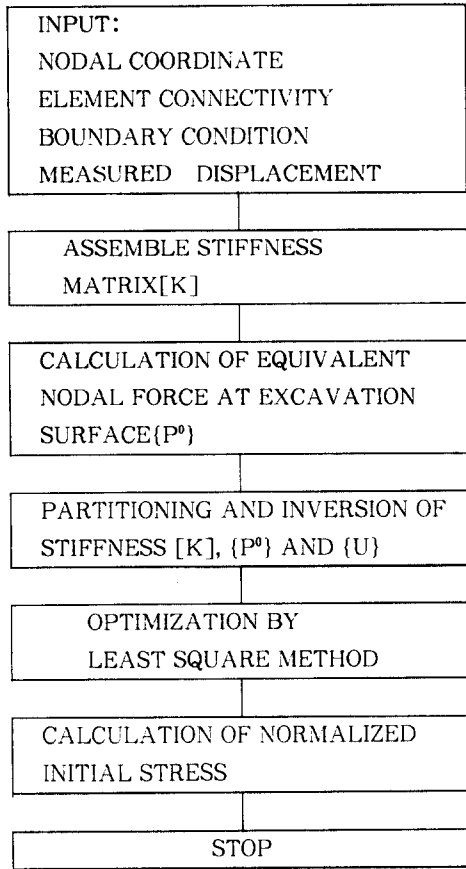 INPUT:
NODAL COORDINATE
ELEMENT CONNECTIVITY
BOUNDARY CONDITION
MEASURED DISPLACEMENT
ASSEMBLE STIFFNESS
MATRIX[K]
CALCULATION OF EQUIVALENT
NODAL FORCE AT EXCAVATION
SURFACE{P⁰}
PARTITIONING AND INVERSION OF
STIFFNESS [K], {P⁰} AND {U}
OPTIMIZATION BY
LEAST SQUARE METHOD
CALCULATION OF NORMALIZED
INITIAL STRESS
STOP